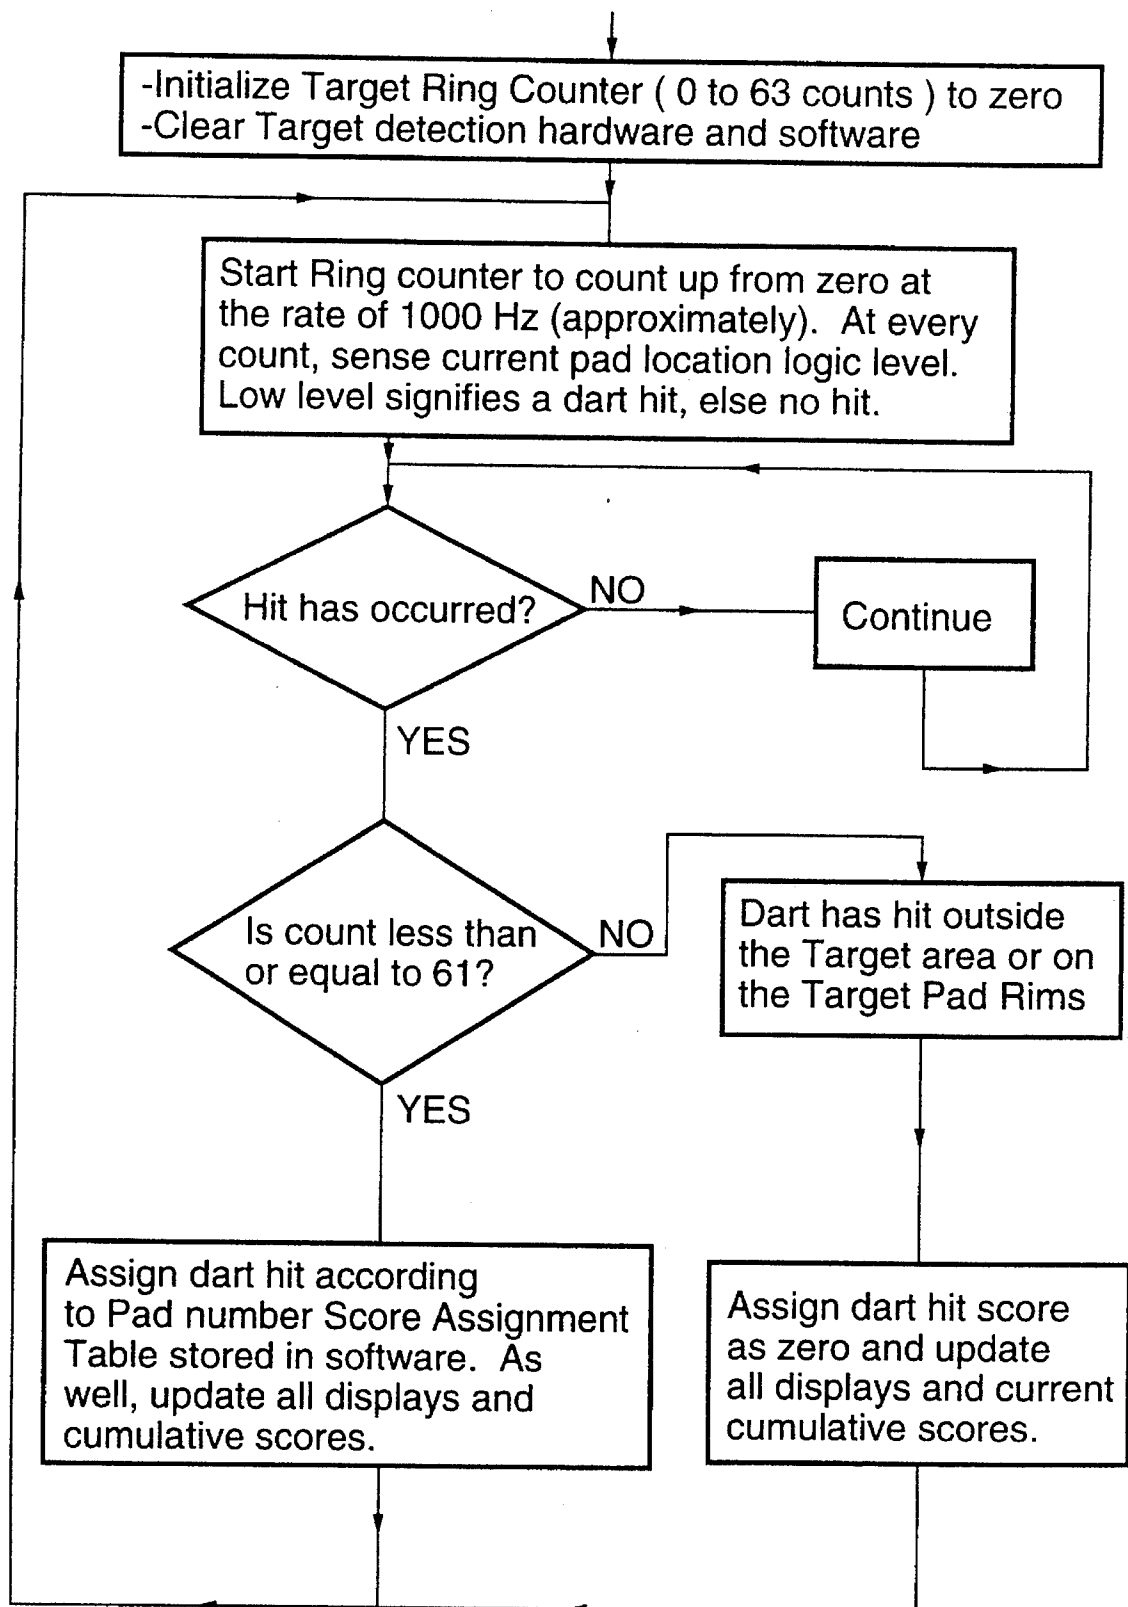 -Initialize Target Ring Counter ( 0 to 63 counts ) to zero
-Clear Target detection hardware and software
Start Ring counter to count up from zero at
the rate of 1000 Hz (approximately). At every
count, sense current pad location logic level.
Low level signifies a dart hit, else no hit.
Hit has occurred?
NO
Continue
YES
Is count less than
or equal to 61?
NO
Dart has hit outside
the Target area or on
the Target Pad Rims
YES
Assign dart hit according
to Pad number Score Assignment
Table stored in software. As
well, update all displays and
cumulative scores.
Assign dart hit score
as zero and update
all displays and current
cumulative scores.